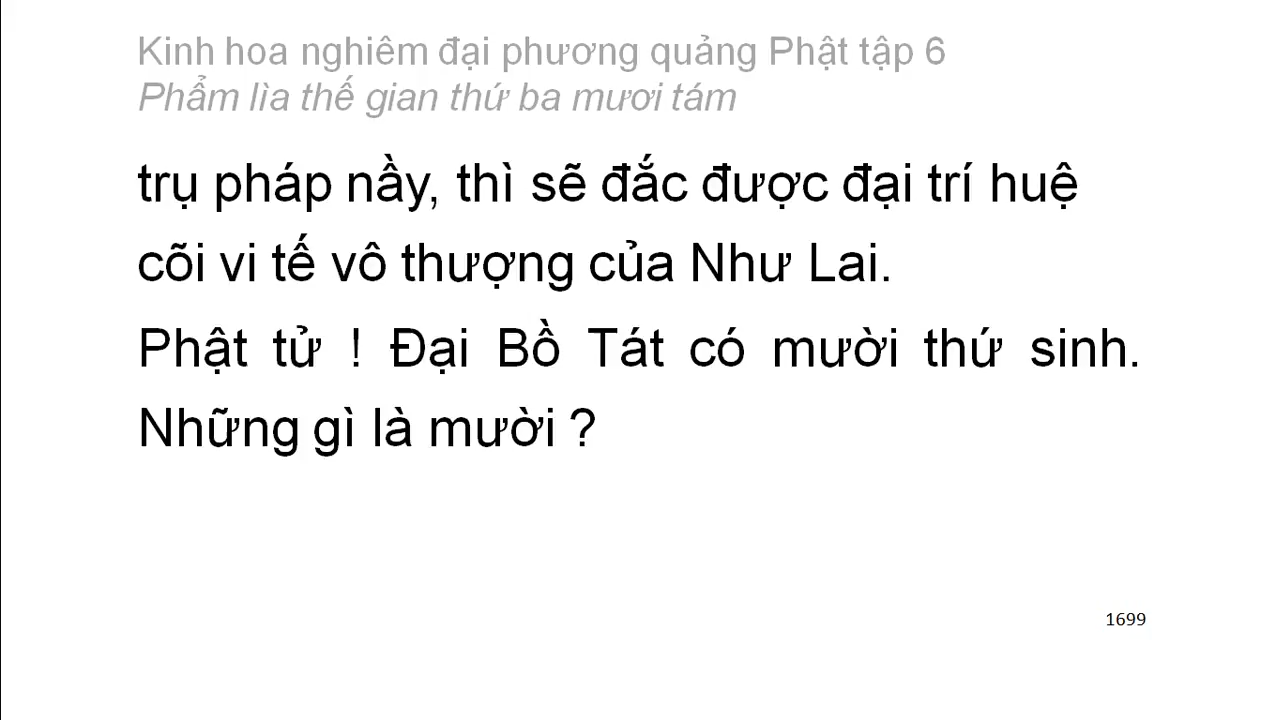 Kinh hoa nghiêm đại phương quảng Phật tập 6
Phẩm lìa thế gian thứ ba mươi tám
trụ pháp nầy, thì sẽ đắc được đại trí huệ
cõi vi tế vô thượng của Như Lai.
Phật tử ! Đại Bồ Tát có mười thứ sinh.
Những gì là mười ?
1699